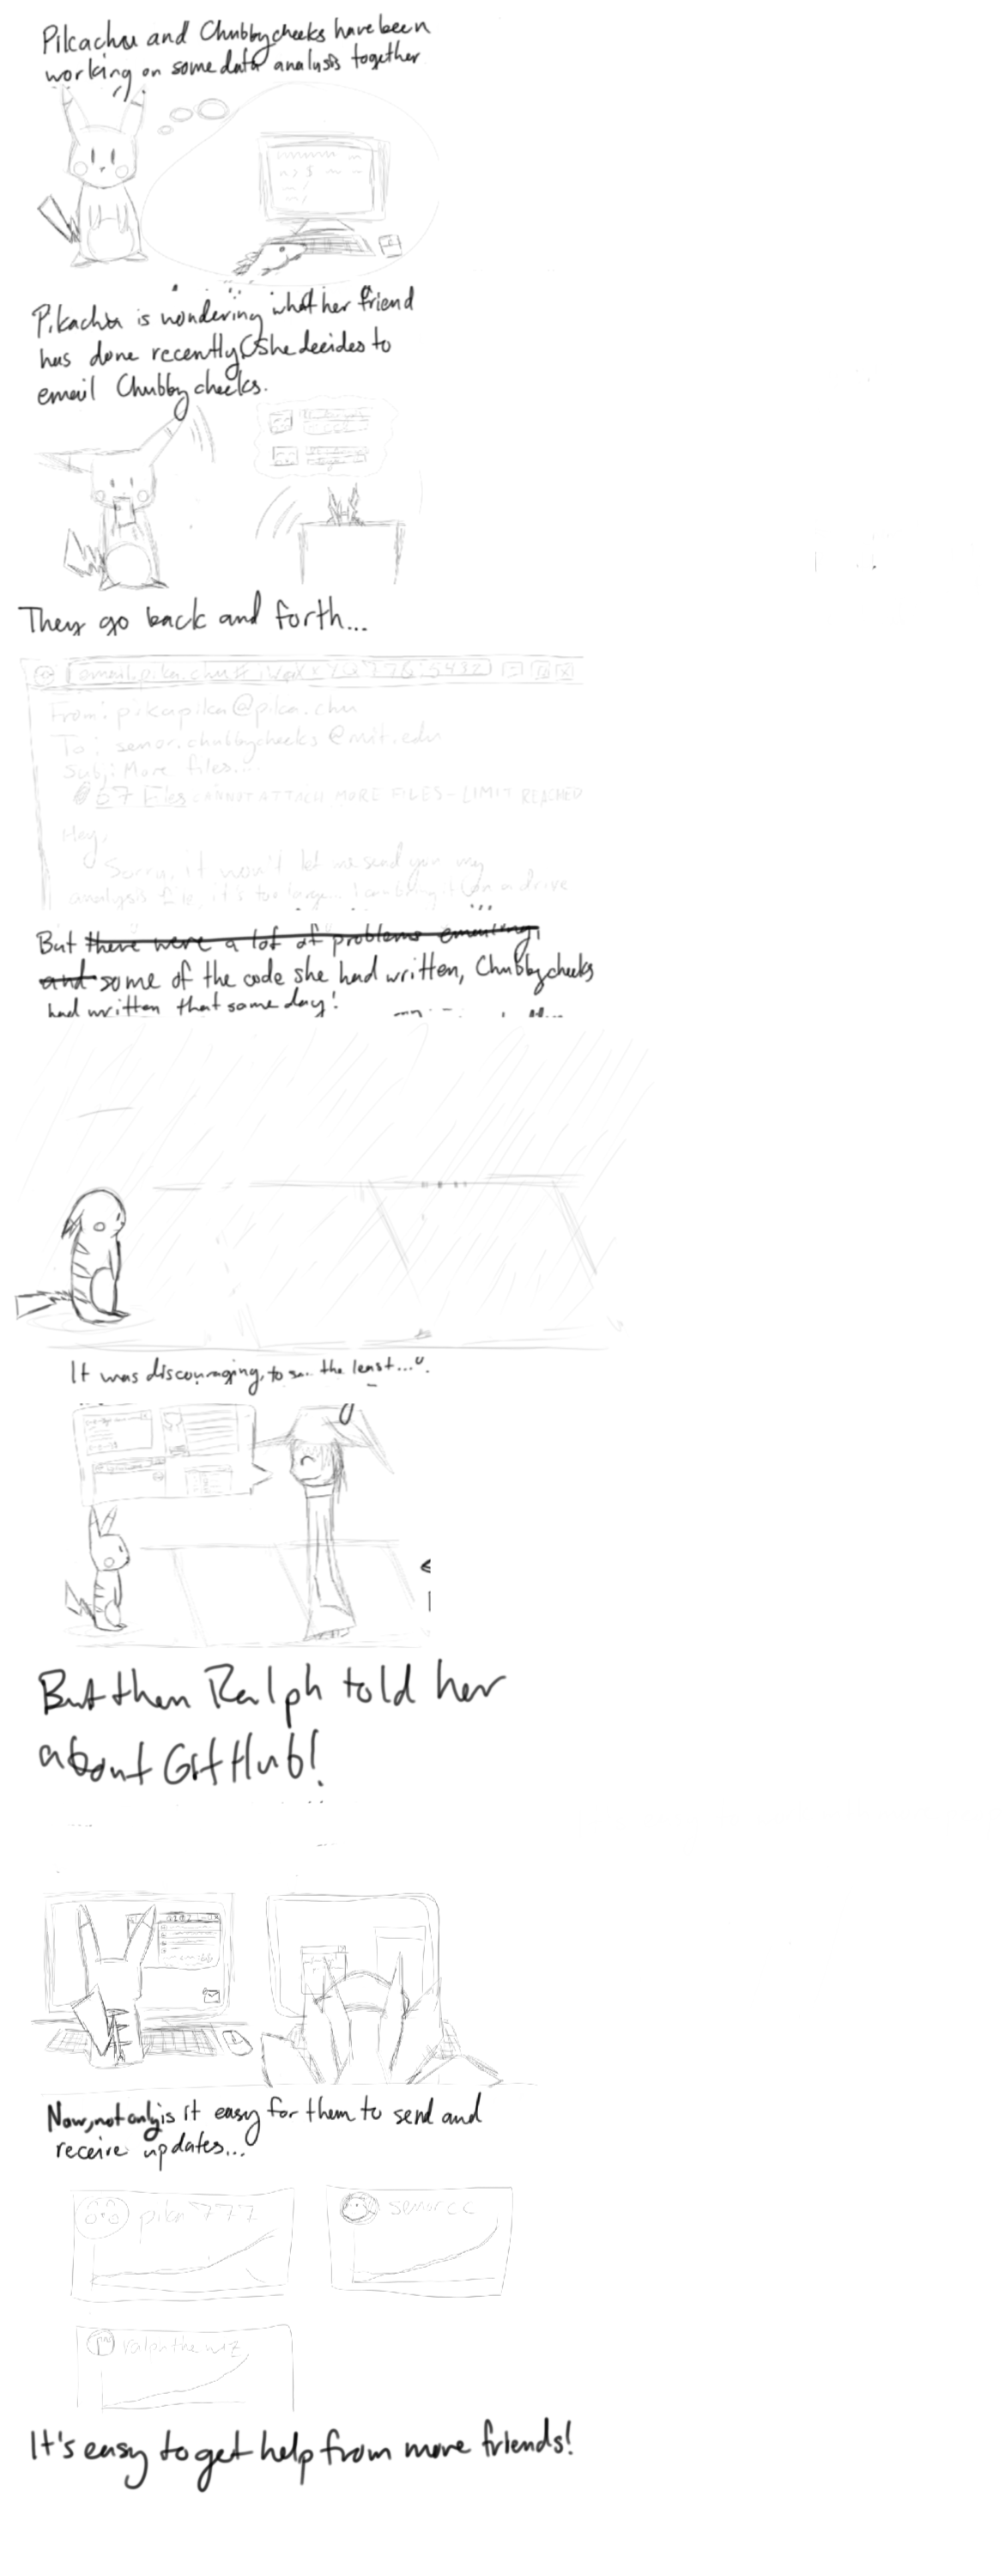 Pikachu and Chubbycheeks have been
working on some data analysis together
Pikachu is wondering what her friend
has done recently so she decides to
email Chubbycheeks.
They go back and forth...
From: pikapika@pika.chu
To: senor.chubbycheeks@mit.edu
Subj: More files...
67 Files CANNOT ATTACH MORE FILES - LIMIT REACHED
Hey,
Sorry, it won't let me send you my
analysis file, it's too large... I can bring it on a drive
But there were a lot of problems emailing,
and some of the code she had written, Chubbycheeks
had written that same day!
It was discouraging, to say the least...
But then Ralph told her
about GitHub!
Now, not only is it easy for them to send and
receive updates...
pika777
senorcc
ralphthewiz
It's easy to get help from more friends!